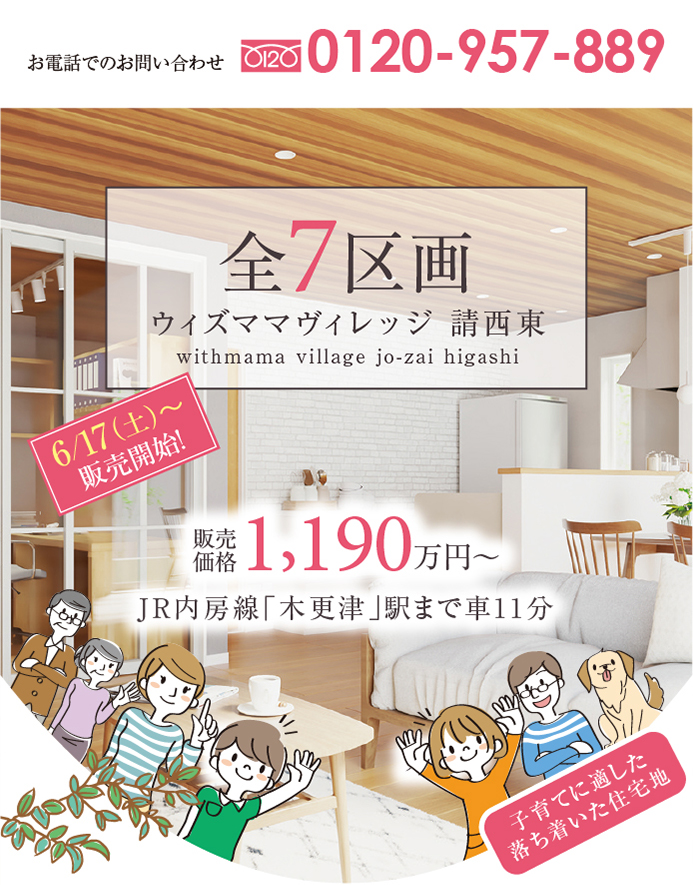 お電話でのお問い合わせ 0120 0120-957-889
全7区画
ウィズママヴィレッジ 請西東
withmama village jo-zai higashi
6/17(土)～
販売開始!
販売価格 1,190万円～
JR内房線「木更津」駅まで車11分
子育てに適した
落ち着いた住宅地